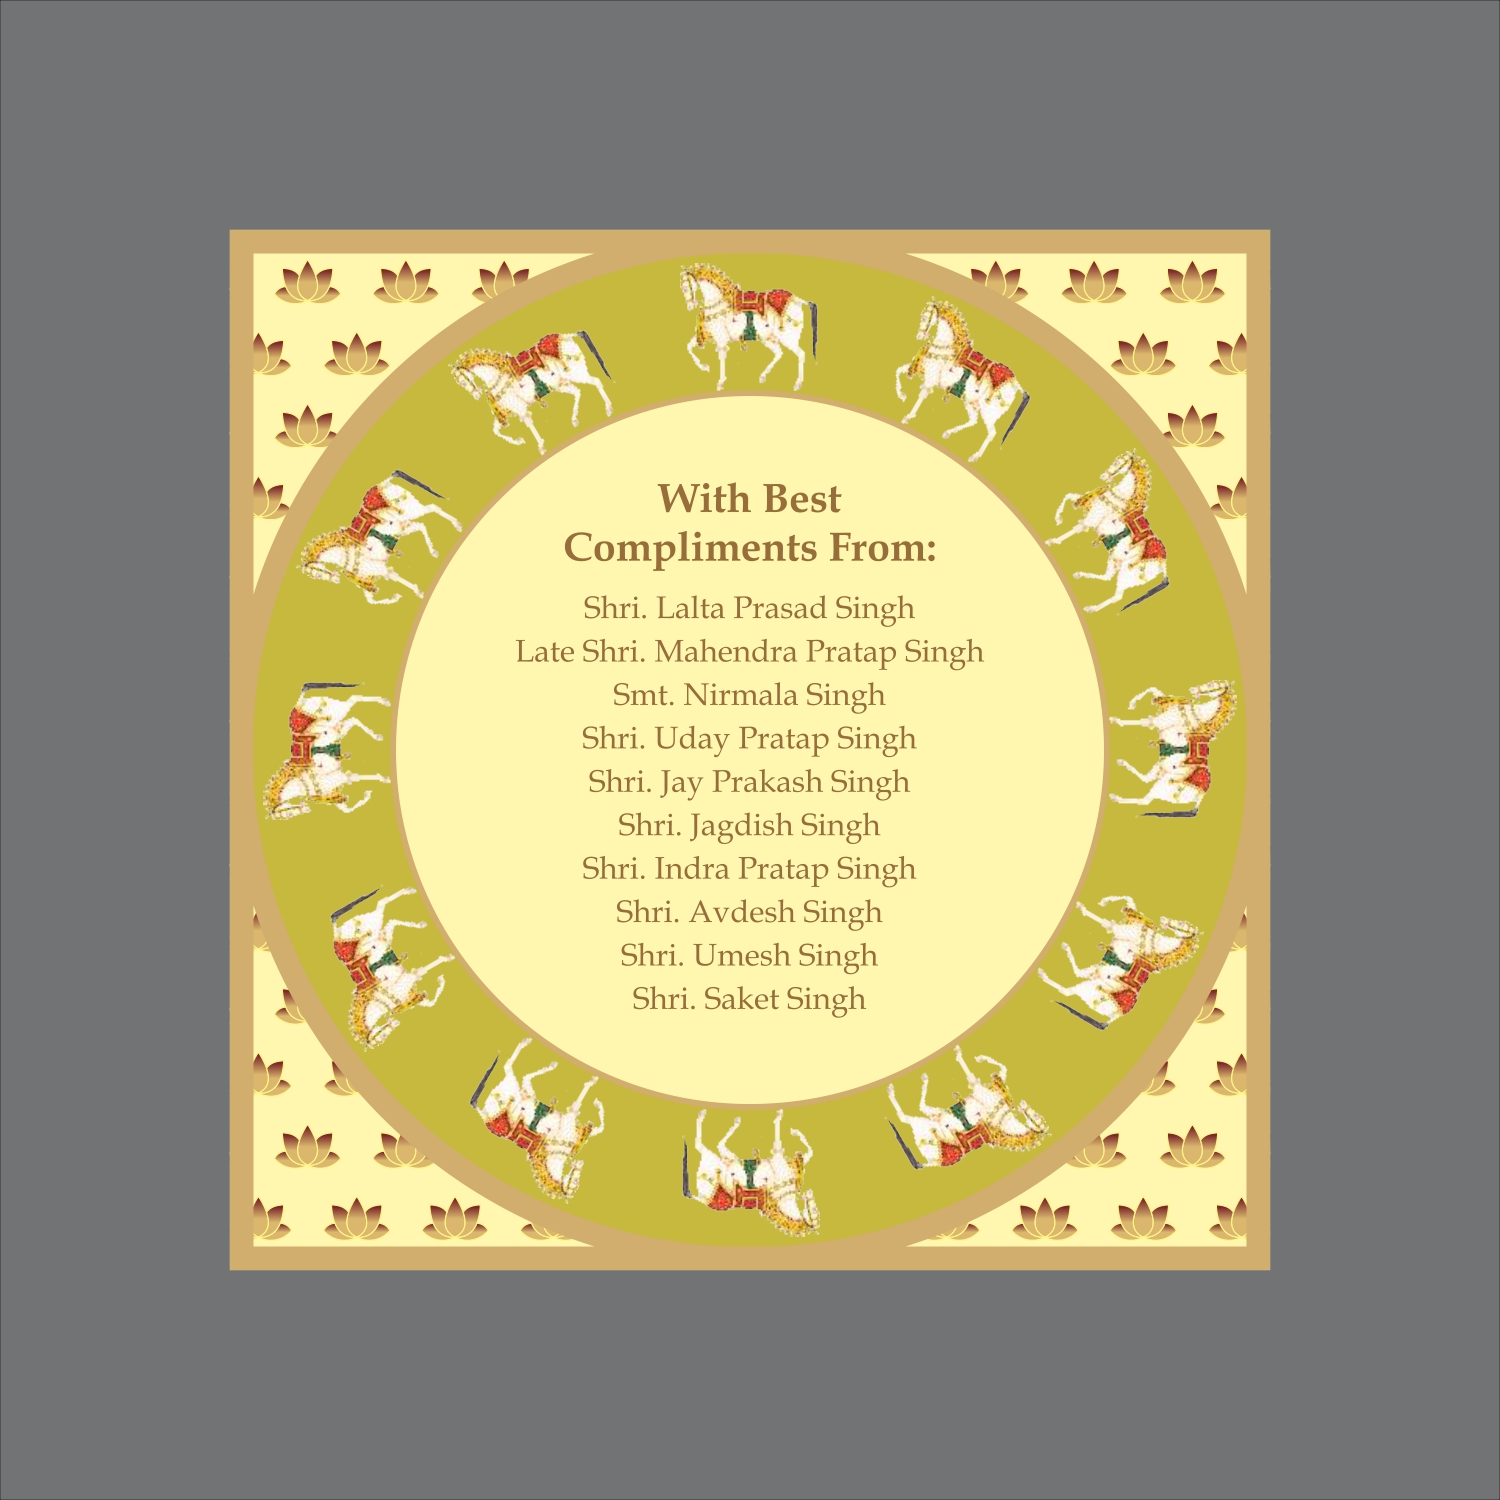 With Best
Compliments From:
Shri. Lalta Prasad Singh
Late Shri. Mahendra Pratap Singh
Smt. Nirmala Singh
Shri. Uday Pratap Singh
Shri. Jay Prakash Singh
Shri. Jagdish Singh
Shri. Indra Pratap Singh
Shri. Avdesh Singh
Shri. Umesh Singh
Shri. Saket Singh